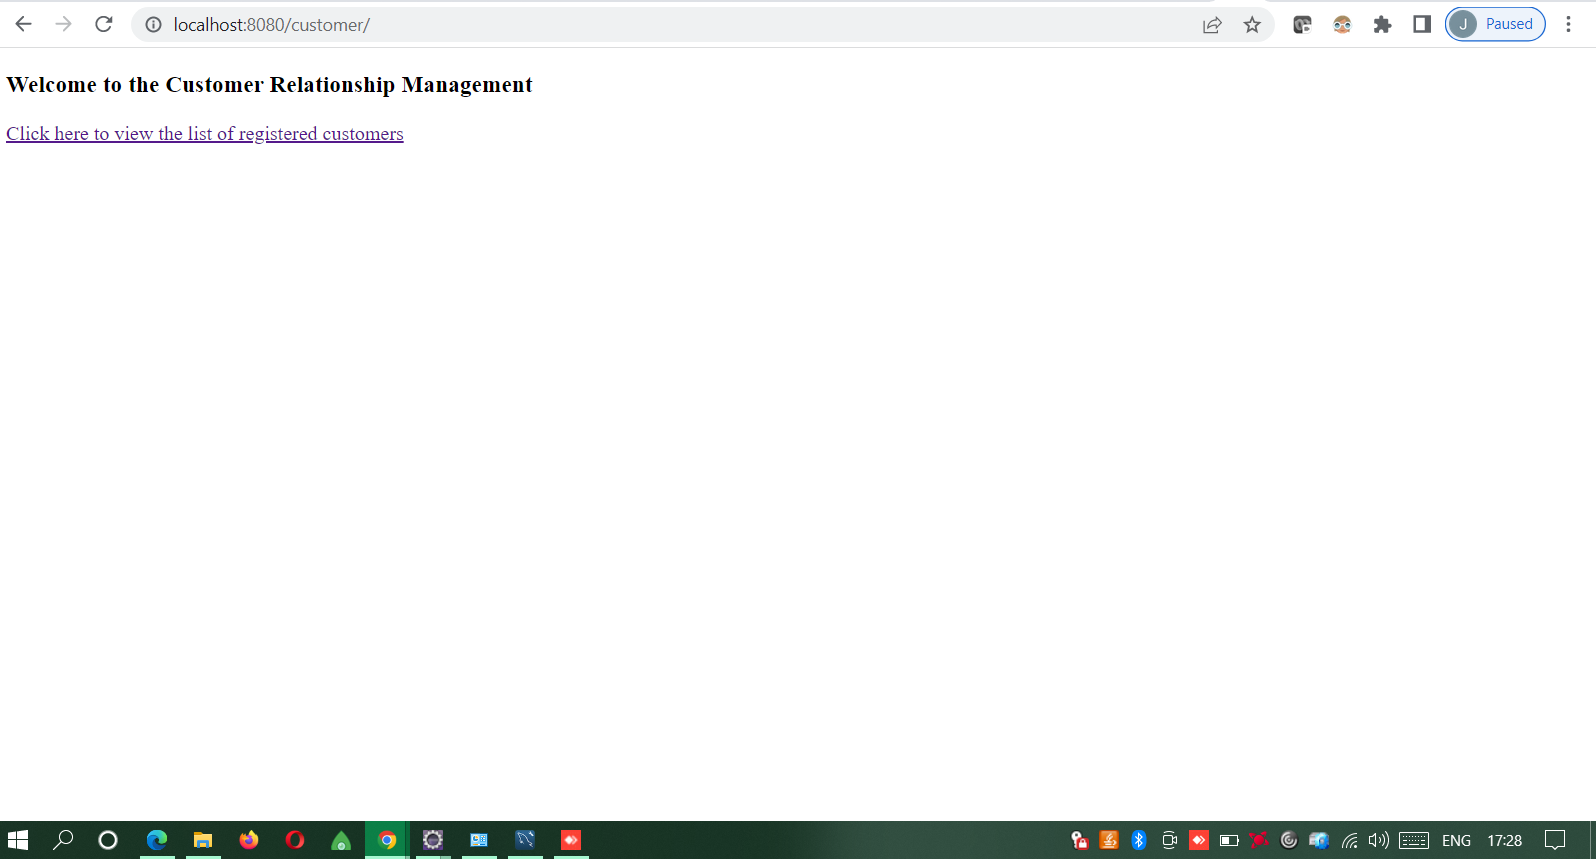 localhost:8080/customer/
J Paused
Welcome to the Customer Relationship Management
Click here to view the list of registered customers
ENG 17:28